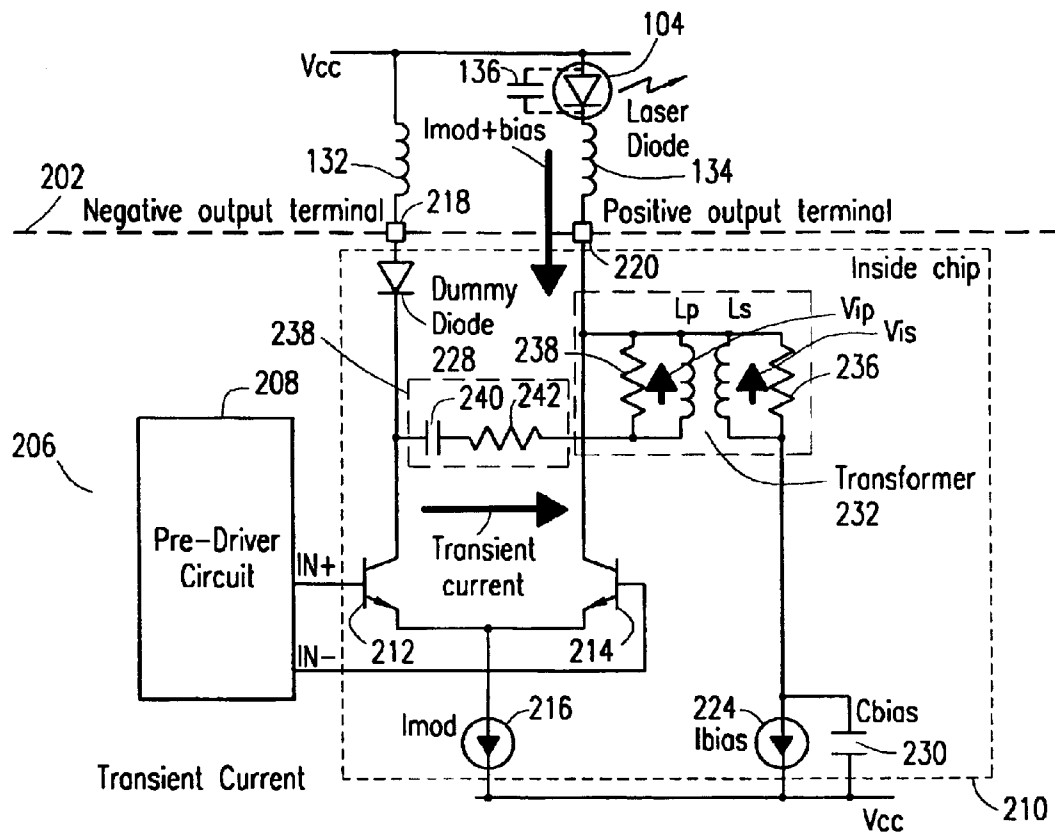 Vcc
104
136
Laser
Diode
Imod+bias
132
134
202
Negative output terminal
218
Positive output terminal
220
Inside chip
Dummy
Diode
238
228
240
242
Lp
Ls
Vip
Vis
238
236
208
206
Transformer
232
Pre-Driver
Circuit
IN+
Transient
current
212
214
IN-
Imod
216
224
Ibias
Cbias
230
Transient Current
Vcc
210